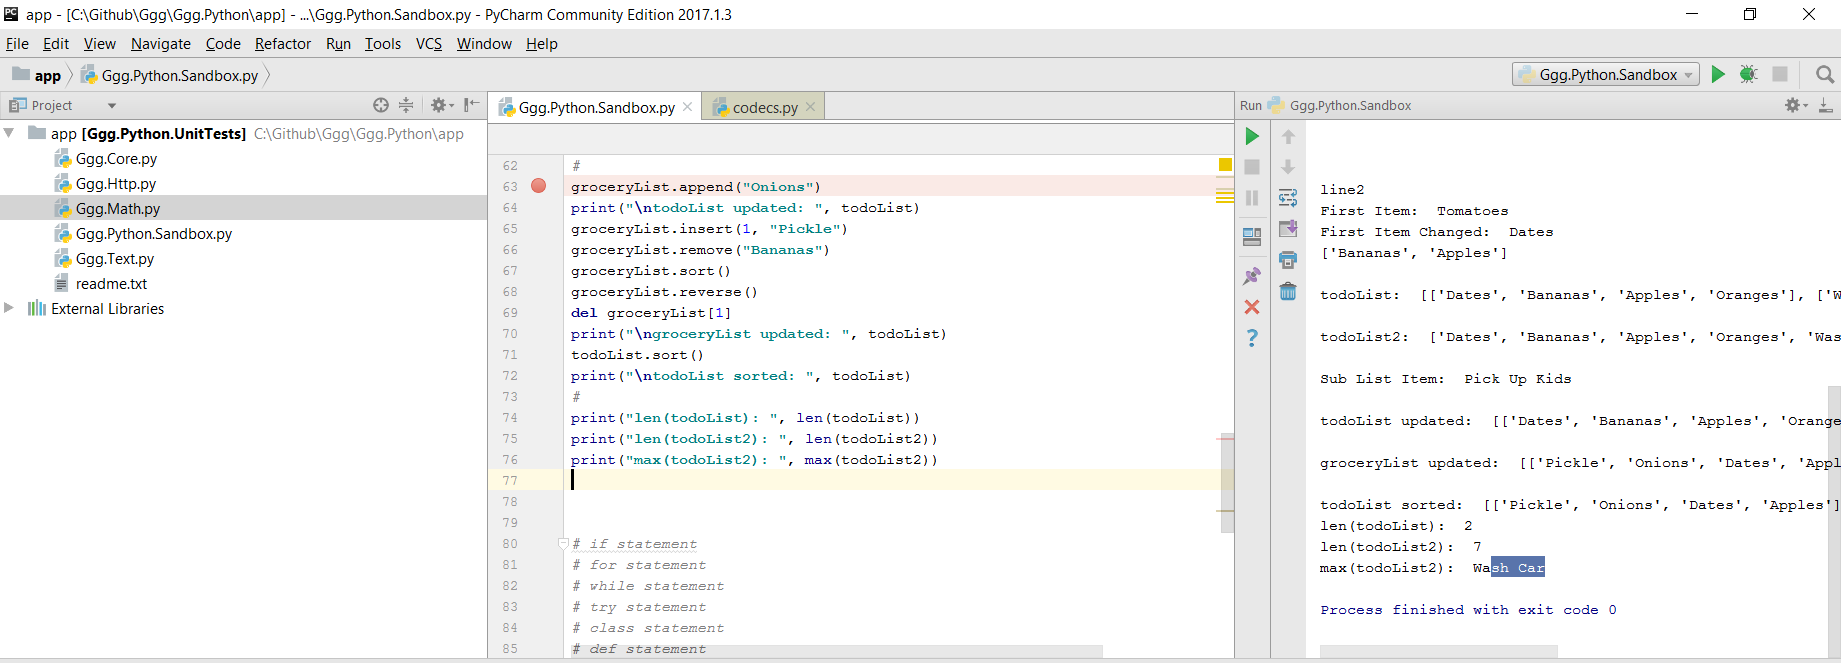 PC app - [C:\Github\Ggg\Ggg.Python\app] - ...\Ggg.Python.Sandbox.py - PyCharm Community Edition 2017.1.3
File Edit View Navigate Code Refactor Run Tools VCS Window Help
app Ggg.Python.Sandbox.py Ggg.Python.Sandbox
Project
app [Ggg.Python.UnitTests] C:\Github\Ggg\Ggg.Python\app
Ggg.Core.py
Ggg.Http.py
Ggg.Math.py
Ggg.Python.Sandbox.py
Ggg.Text.py
readme.txt
External Libraries
Ggg.Python.Sandbox.py codecs.py
62 #
63 groceryList.append("Onions")
64 print("\ntodoList updated: ", todoList)
65 groceryList.insert(1, "Pickle")
66 groceryList.remove("Bananas")
67 groceryList.sort()
68 groceryList.reverse()
69 del groceryList[1]
70 print("\ngroceryList updated: ", todoList)
71 todoList.sort()
72 print("\ntodoList sorted: ", todoList)
73 #
74 print("len(todoList): ", len(todoList))
75 print("len(todoList2): ", len(todoList2))
76 print("max(todoList2): ", max(todoList2))
77
78
79
80 # if statement
81 # for statement
82 # while statement
83 # try statement
84 # class statement
85 # def statement
Run Ggg.Python.Sandbox
line2
First Item:  Tomatoes
First Item Changed:  Dates
['Bananas', 'Apples']
todoList:  [['Dates', 'Bananas', 'Apples', 'Oranges'], ['W
todoList2:  ['Dates', 'Bananas', 'Apples', 'Oranges', 'Was
Sub List Item:  Pick Up Kids
todoList updated:  [['Dates', 'Bananas', 'Apples', 'Orange
groceryList updated:  [['Pickle', 'Onions', 'Dates', 'Appl
todoList sorted:  [['Pickle', 'Onions', 'Dates', 'Apples']
len(todoList):  2
len(todoList2):  7
max(todoList2):  Wash Car
Process finished with exit code 0